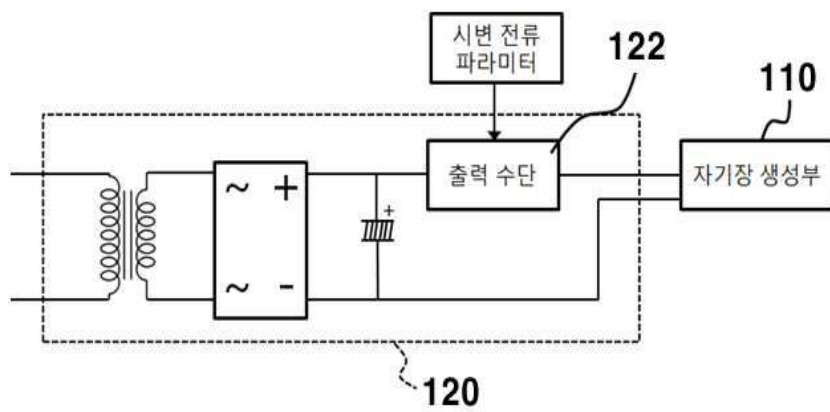 시변 전류
파라미터
122
110
출력 수단
자기장 생성부
~ +
~ -
+
120